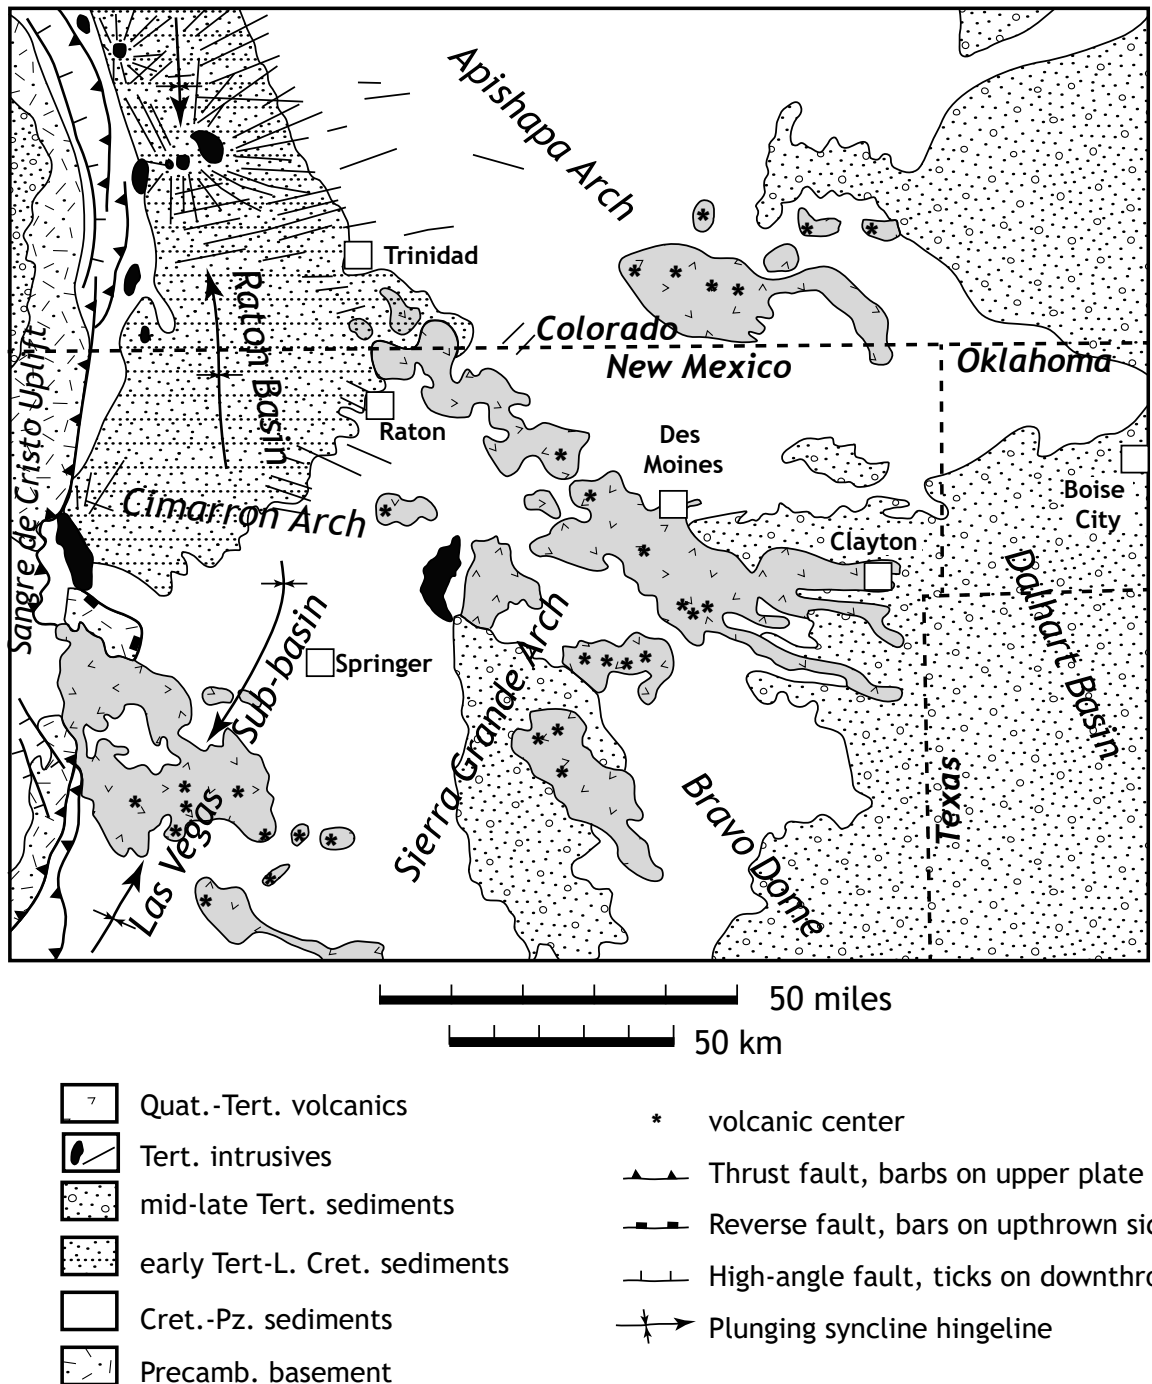 Apishapa Arch
Trinidad
Raton Basin
Colorado
New Mexico
Oklahoma
Sangre de Cristo Uplift
Raton
Des
Moines
Boise
City
Cimarron Arch
Clayton
Dalhart Basin
Springer
Las Vegas Sub-basin
Sierra Grande Arch
Bravo Dome
Texas
50 miles
50 km
Quat.-Tert. volcanics
Tert. intrusives
mid-late Tert. sediments
early Tert-L. Cret. sediments
Cret.-Pz. sediments
Precamb. basement
* volcanic center
Thrust fault, barbs on upper plate
Reverse fault, bars on upthrown
High-angle fault, ticks on
Plunging syncline hingeline